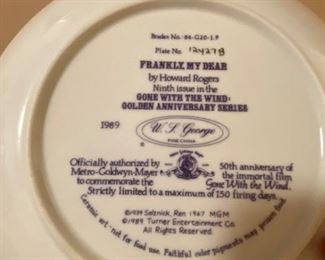 Bradex No. 84-G20-1.9
Plate No. 12427B
FRANKLY, MY DEAR
by Howard Rogers
Ninth issue in the
GONE WITH THE WIND:
GOLDEN ANNIVERSARY SERIES
1989
W. S. George
FINE CHINA
Officially authorized by
Metro-Goldwyn-Mayer
to commemorate the
50th anniversary of
the immortal film
Gone With the Wind.
Strictly limited to a maximum of 150 firing days.
©1939 Selznick, Ren. 1967 MGM
©1989 Turner Entertainment Co.
All Rights Reserved.
Ceramic art - not for food use. Faithful color pigments may poison food.